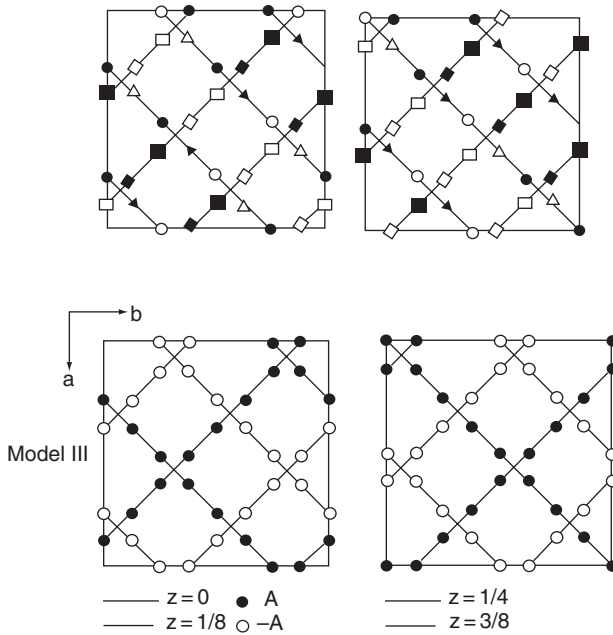 b
a
Model III
z = 0 A
z = 1/8 –A
z = 1/4
z = 3/8